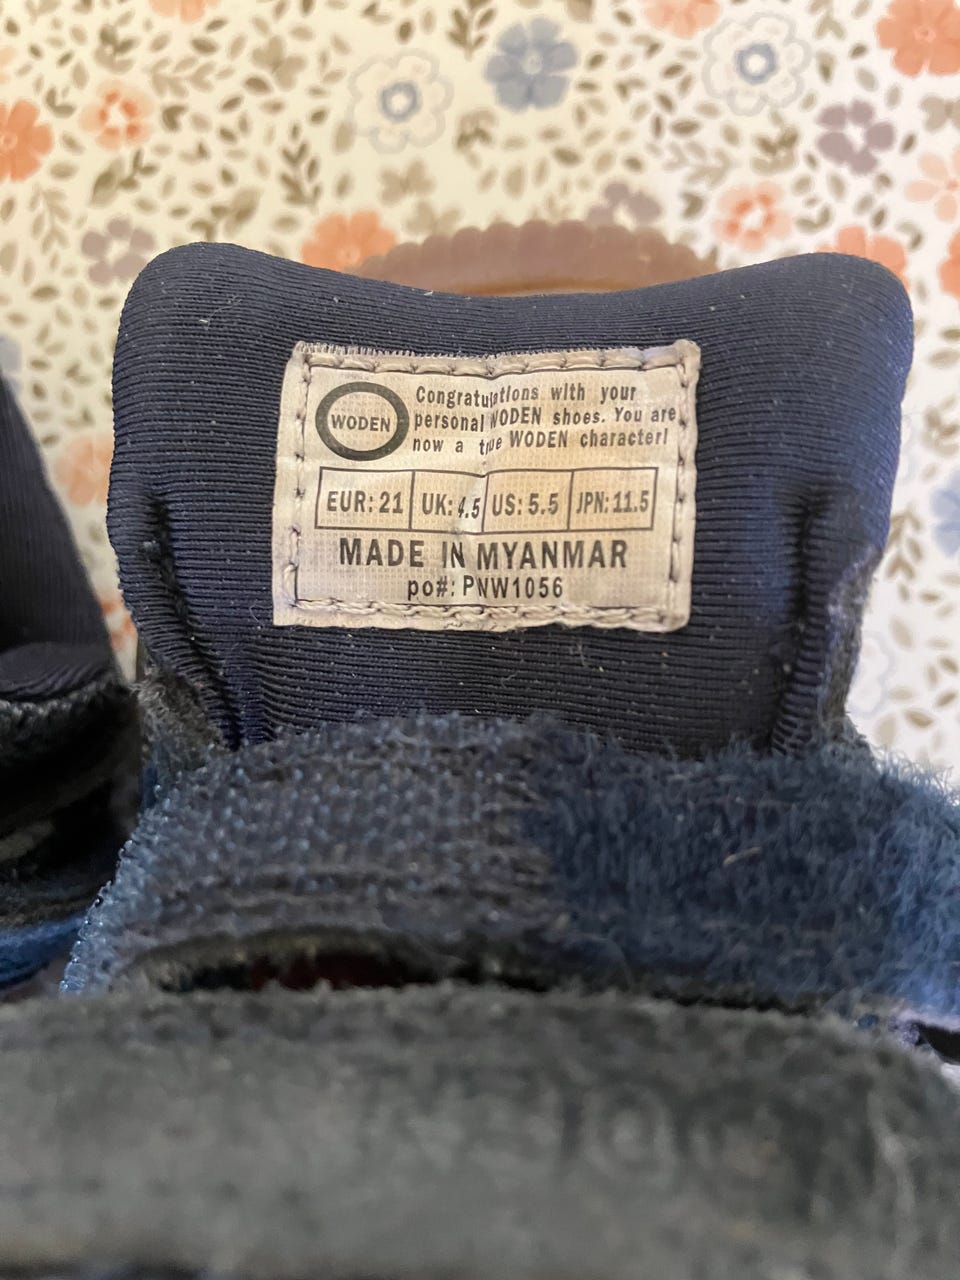 WODEN
Congratulations with your
personal WODEN shoes. You are
now a true WODEN character!
EUR: 21 UK: 4.5 US: 5.5 JPN: 11.5
MADE IN MYANMAR
po#: PNW1056